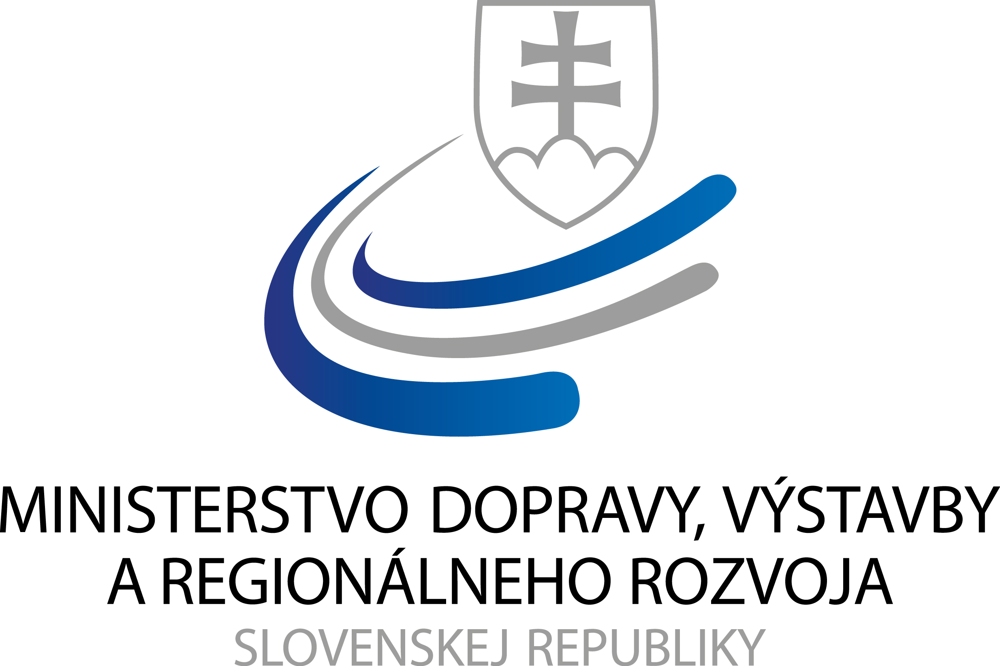 MINISTERSTVO DOPRAVY, VÝSTAVBY
A REGIONÁLNEHO ROZVOJA
SLOVENSKEJ REPUBLIKY